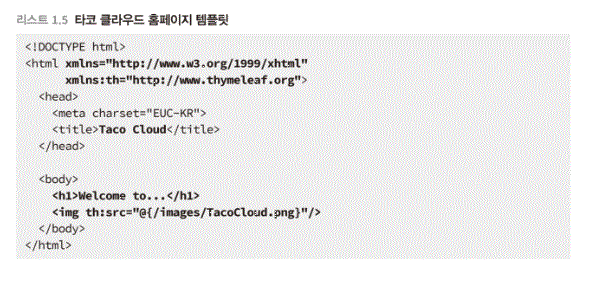 리스트 1.5 타코 클라우드 홈페이지 템플릿
<!DOCTYPE html>
<html xmlns="http://www.w3.org/1999/xhtml"
      xmlns:th="http://www.thymeleaf.org">
  <head>
    <meta charset="EUC-KR">
    <title>Taco Cloud</title>
  </head>

  <body>
    <h1>Welcome to...</h1>
    <img th:src="@{/images/TacoCloud.png}"/>
  </body>
</html>